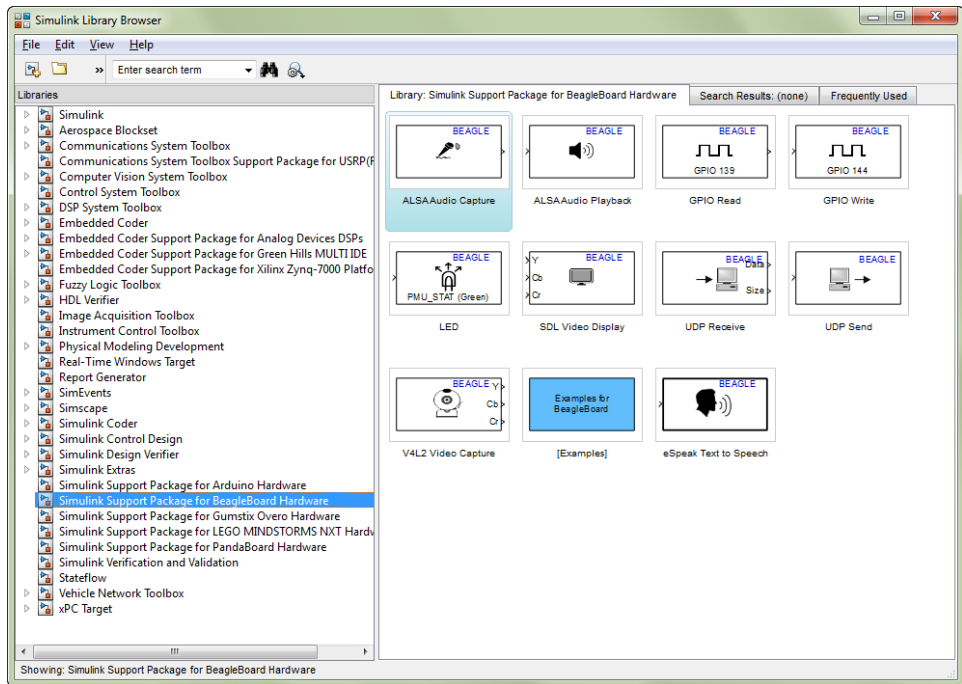 Simulink Library Browser
File Edit View Help
» Enter search term
Libraries
Simulink
Aerospace Blockset
Communications System Toolbox
Communications System Toolbox Support Package for USRP(R
Computer Vision System Toolbox
Control System Toolbox
DSP System Toolbox
Embedded Coder
Embedded Coder Support Package for Analog Devices DSPs
Embedded Coder Support Package for Green Hills MULTI IDE
Embedded Coder Support Package for Xilinx Zynq-7000 Platfo
Fuzzy Logic Toolbox
HDL Verifier
Image Acquisition Toolbox
Instrument Control Toolbox
Physical Modeling Development
Real-Time Windows Target
Report Generator
SimEvents
Simscape
Simulink Coder
Simulink Control Design
Simulink Design Verifier
Simulink Extras
Simulink Support Package for Arduino Hardware
Simulink Support Package for BeagleBoard Hardware
Simulink Support Package for Gumstix Overo Hardware
Simulink Support Package for LEGO MINDSTORMS NXT Hardw
Simulink Support Package for PandaBoard Hardware
Simulink Verification and Validation
Stateflow
Vehicle Network Toolbox
xPC Target
Library: Simulink Support Package for BeagleBoard Hardware Search Results: (none) Frequently Used
BEAGLE BEAGLE BEAGLE BEAGLE
GPIO 139 GPIO 144
ALSA Audio Capture ALSA Audio Playback GPIO Read GPIO Write
BEAGLE Y BEAGLE BEAGLE Data BEAGLE
Cb
PMU_STAT (Green) Cr Size
LED SDL Video Display UDP Receive UDP Send
BEAGLE Y BEAGLE
Cb Examples for
Cr BeagleBoard
V4L2 Video Capture [Examples] eSpeak Text to Speech
Showing: Simulink Support Package for BeagleBoard Hardware